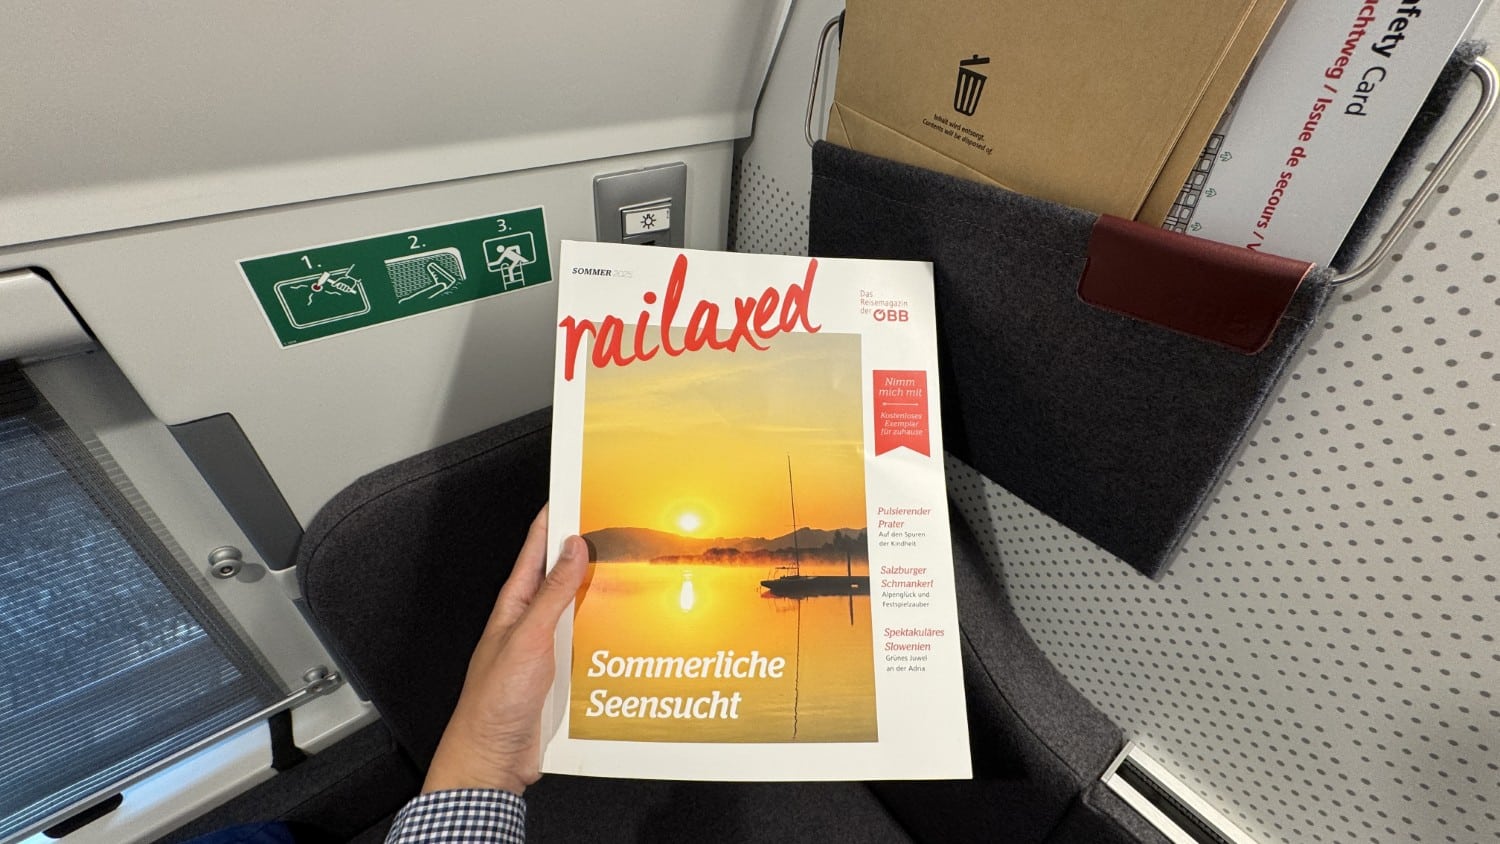 Inhalt wird entsorgt.
Contents will be disposed of.
Safety Card
uchtweg / Issue de secours / V
1.
2.
3.
SOMMER 2025
railaxed
Das
Reisemagazin
der ÖBB
Nimm
mich mit
Kostenloses
Exemplar
für zuhause
Pulsierender
Prater
Auf den Spuren
der Kindheit
Salzburger
Schmankerl
Alpenglück und
Festspielzauber
Spektakuläres
Slowenien
Grünes Juwel
an der Adria
Sommerliche
Seensucht